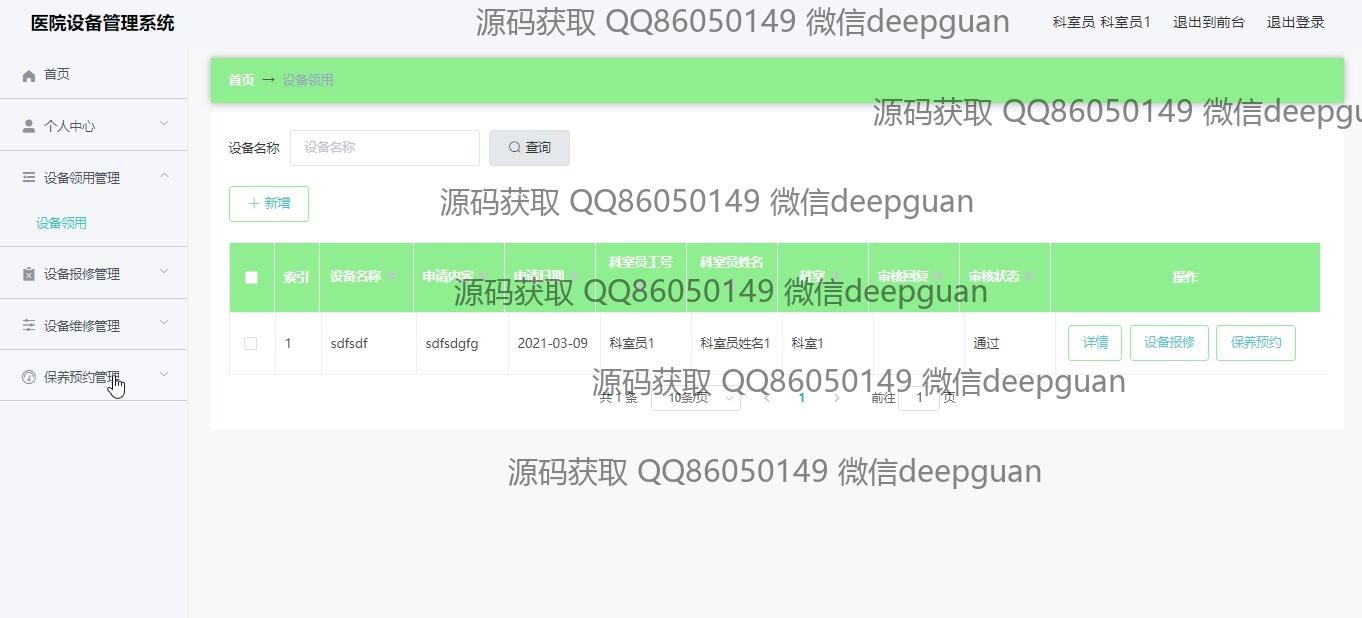 医院设备管理系统
源码获取 QQ86050149 微信deepguan
科室员 科室员1 退出到前台 退出登录
首页
个人中心
设备领用管理
设备领用
设备报修管理
设备维修管理
保养预约管理
首页 → 设备领用
源码获取 QQ86050149 微信deepgu
设备名称 设备名称 查询
+ 新增
源码获取 QQ86050149 微信deepguan
索引 设备名称 申请内容 申请日期 科室员工号 科室员姓名 科室 审核回复 审核状态 操作
源码获取 QQ86050149 微信deepguan
1 sdfsdf sdfsdgfg 2021-03-09 科室员1 科室员姓名1 科室1 通过 详情 设备报修 保养预约
源码获取 QQ86050149 微信deepguan
共 1 条 10条/页 1 前往 1 页
源码获取 QQ86050149 微信deepguan